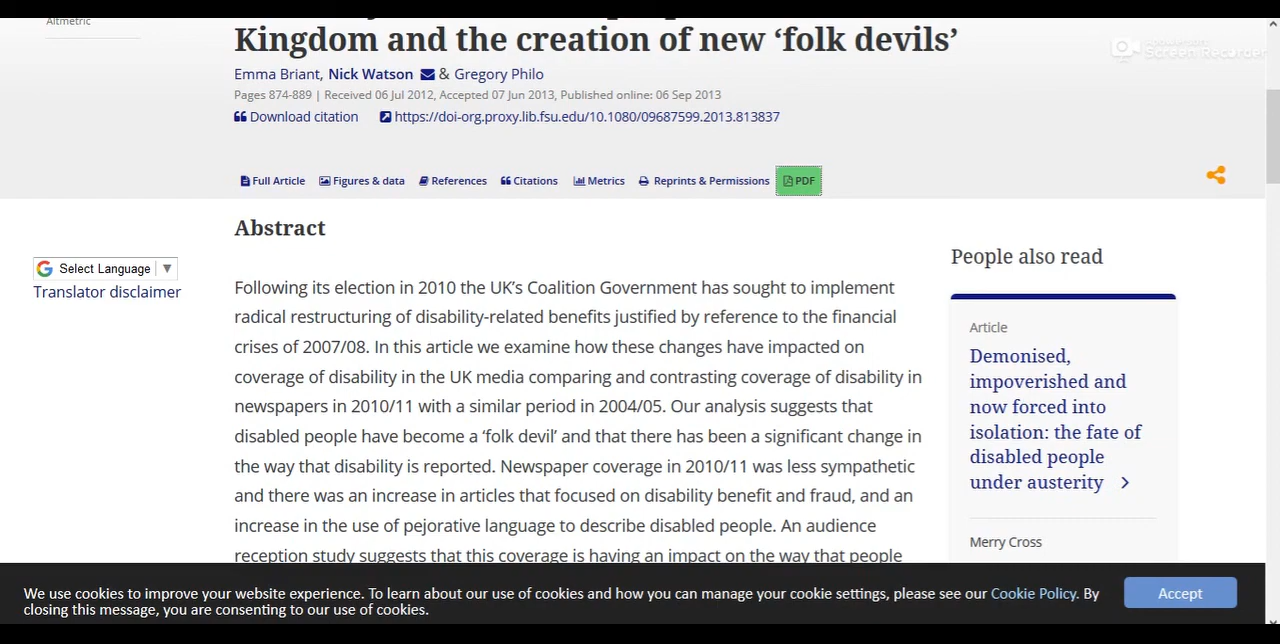 Altmetric
Kingdom and the creation of new ‘folk devils’
Emma Briant, Nick Watson & Gregory Philo
Pages 874-889 | Received 06 Jul 2012, Accepted 07 Jun 2013, Published online: 06 Sep 2013
Download citation https://doi-org.proxy.lib.fsu.edu/10.1080/09687599.2013.813837
Full Article Figures & data References Citations Metrics Reprints & Permissions PDF
Select Language ▼
Translator disclaimer
Abstract
Following its election in 2010 the UK’s Coalition Government has sought to implement
radical restructuring of disability-related benefits justified by reference to the financial
crises of 2007/08. In this article we examine how these changes have impacted on
coverage of disability in the UK media comparing and contrasting coverage of disability in
newspapers in 2010/11 with a similar period in 2004/05. Our analysis suggests that
disabled people have become a ‘folk devil’ and that there has been a significant change in
the way that disability is reported. Newspaper coverage in 2010/11 was less sympathetic
and there was an increase in articles that focused on disability benefit and fraud, and an
increase in the use of pejorative language to describe disabled people. An audience
reception study suggests that this coverage is having an impact on the way that people
People also read
Article
Demonised,
impoverished and
now forced into
isolation: the fate of
disabled people
under austerity
Merry Cross
We use cookies to improve your website experience. To learn about our use of cookies and how you can manage your cookie settings, please see our Cookie Policy. By
closing this message, you are consenting to our use of cookies.
Accept
Screen Recorder